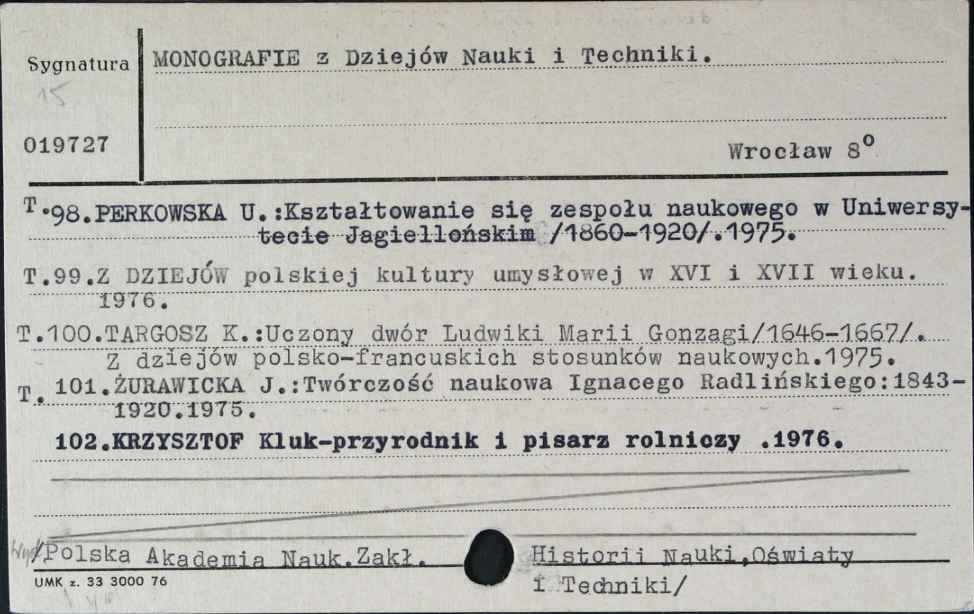 Sygnatura
MONOGRAFIE z Dziejów Nauki i Techniki.
15
019727
Wrocław 8°
T.98.PERKOWSKA U.:Kształtowanie się zespołu naukowego w Uniwersy-
tecie Jagiellońskim /1860-1920/.1975.
T.99.Z DZIEJÓW polskiej kultury umysłowej w XVI i XVII wieku.
1976.
T.100.TARGOSZ K.:Uczony dwór Ludwiki Marii Gonzagi/1646-1667/.
Z dziejów polsko-francuskich stosunków naukowych.1975.
T. 101.ŻURAWICKA J.:Twórczość naukowa Ignacego Radlińskiego:1843-
1920.1975.
102.KRZYSZTOF Kluk-przyrodnik i pisarz rolniczy .1976.
/Polska Akademia Nauk.Zakł. Historii Nauki,Oświaty
i Techniki/
UMK z. 33 3000 76